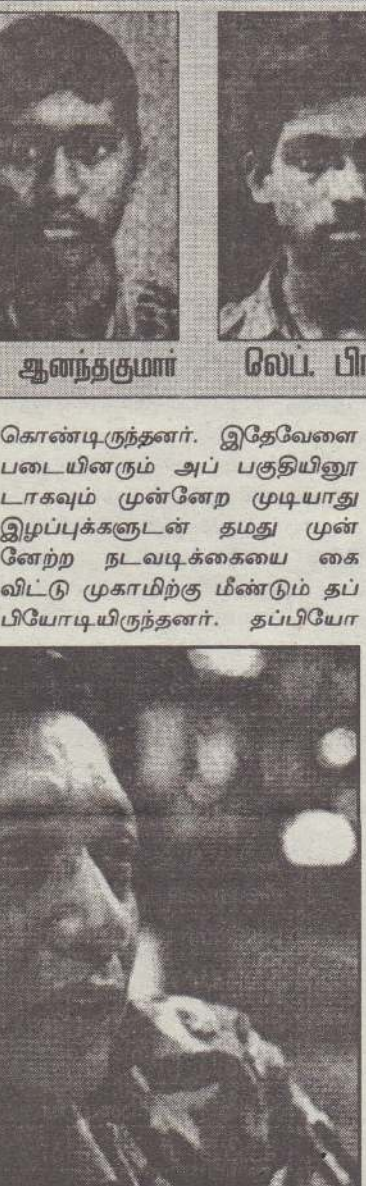 ஆனந்தகுமார்
லெப்.
கொண்டிருந்தனர். இதேவேளை
படையினரும் அப் பகுதியினூ
டாகவும் முன்னேற முடியாது
இழப்புக்களுடன் தமது முன்
னேற்ற நடவடிக்கையை கை
விட்டு முகாமிற்கு மீண்டும் தப்
பியோடியிருந்தனர். தப்பியோ